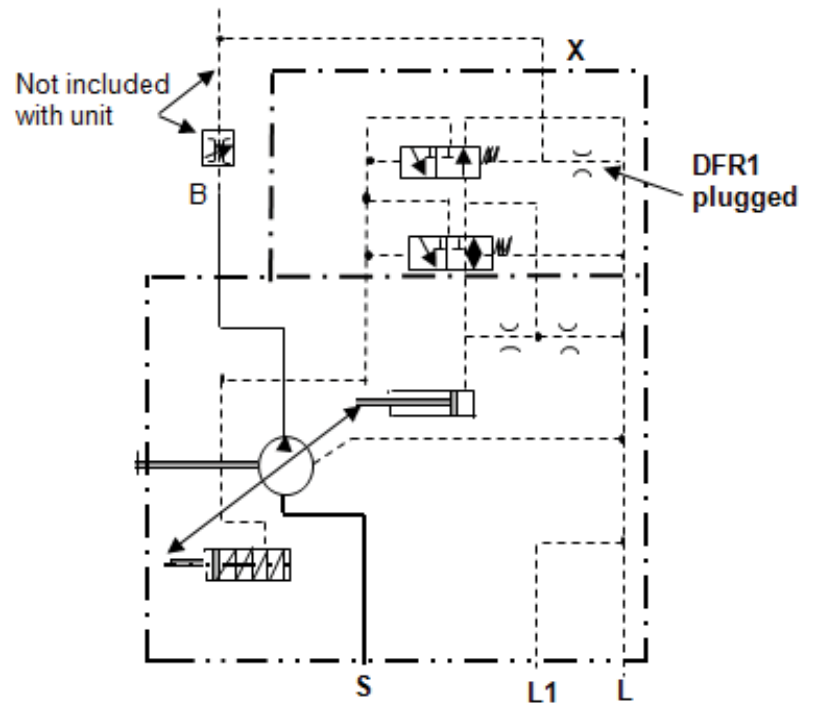 X
Not included
with unit
DFR1
plugged
B
S
L1
L